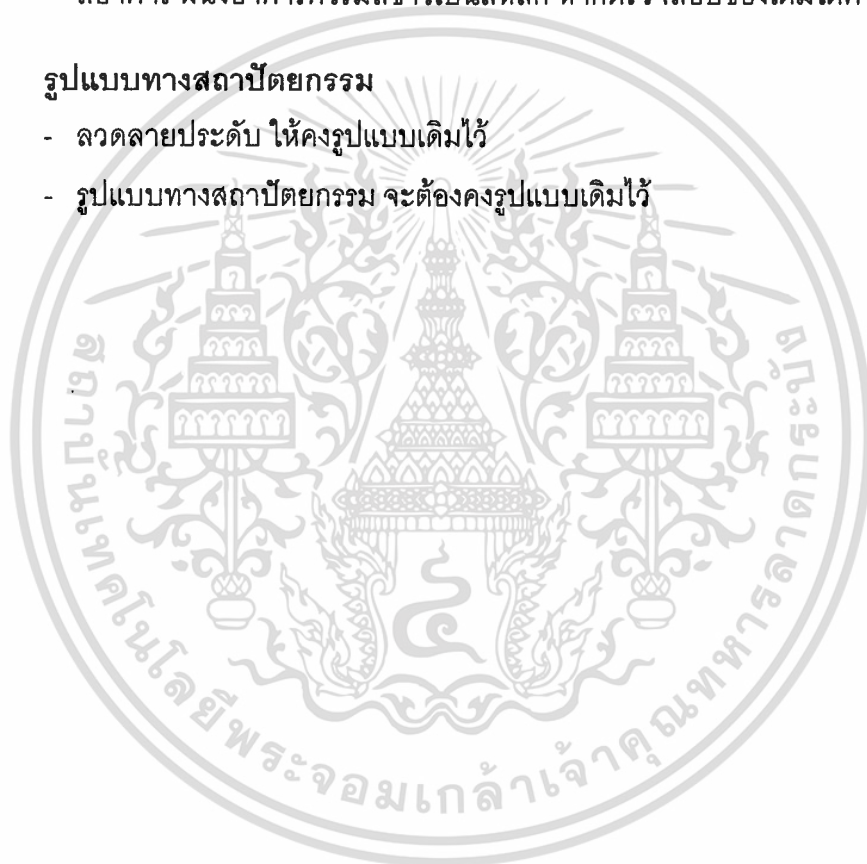 รูปแบบทางสถาปัตยกรรม
- ลวดลายประดับ ให้คงรูปแบบเดิมไว้
- รูปแบบทางสถาปัตยกรรม จะต้องคงรูปแบบเดิมไว้
สถาบันเทคโนโลยีพระจอมเกล้าเจ้าคุณทหารลาดกระบัง
๔